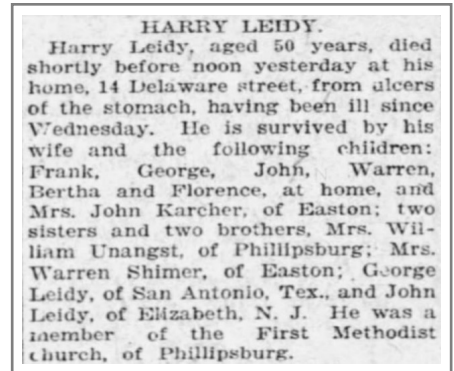 HARRY LEIDY.
Harry Leidy, aged 50 years, died
shortly before noon yesterday at his
home, 14 Delaware street, from ulcers
of the stomach, having been ill since
Wednesday. He is survived by his
wife and the following children:
Frank, George, John, Warren,
Bertha and Florence, at home, and
Mrs. John Karcher, of Easton; two
sisters and two brothers, Mrs. Wil-
liam Unangst, of Phillipsburg; Mrs.
Warren Shimer, of Easton; George
Leidy, of San Antonio, Tex., and John
Leidy, of Elizabeth, N. J. He was a
member of the First Methodist
church, of Phillipsburg.